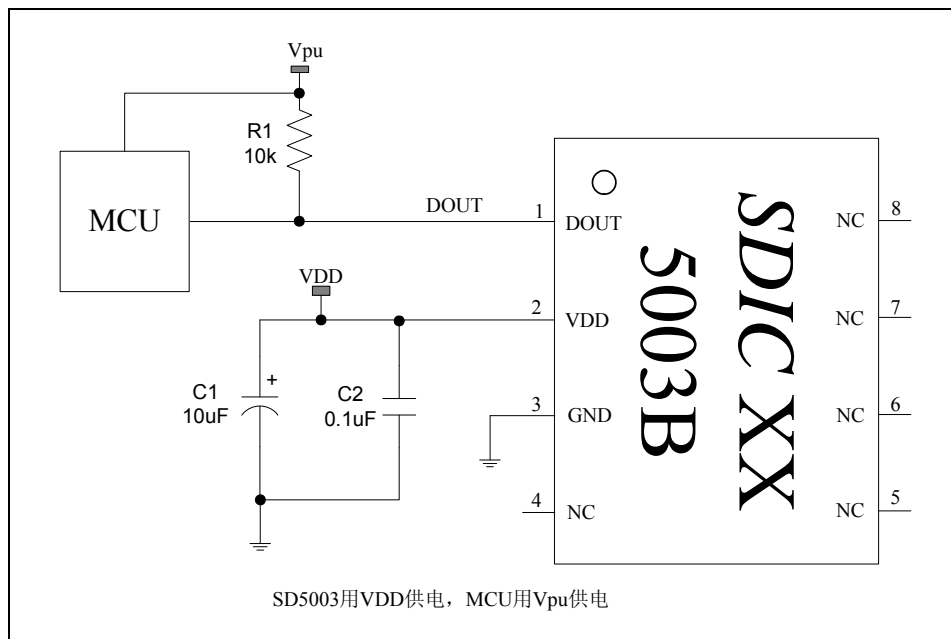 Vpu
R1
10k
MCU
DOUT
1
DOUT
VDD
2
VDD
C1
10uF
+
C2
0.1uF
3
GND
4
NC
SDIC XX
5003B
NC
8
NC
7
NC
6
NC
5
SD5003用VDD供电，MCU用Vpu供电